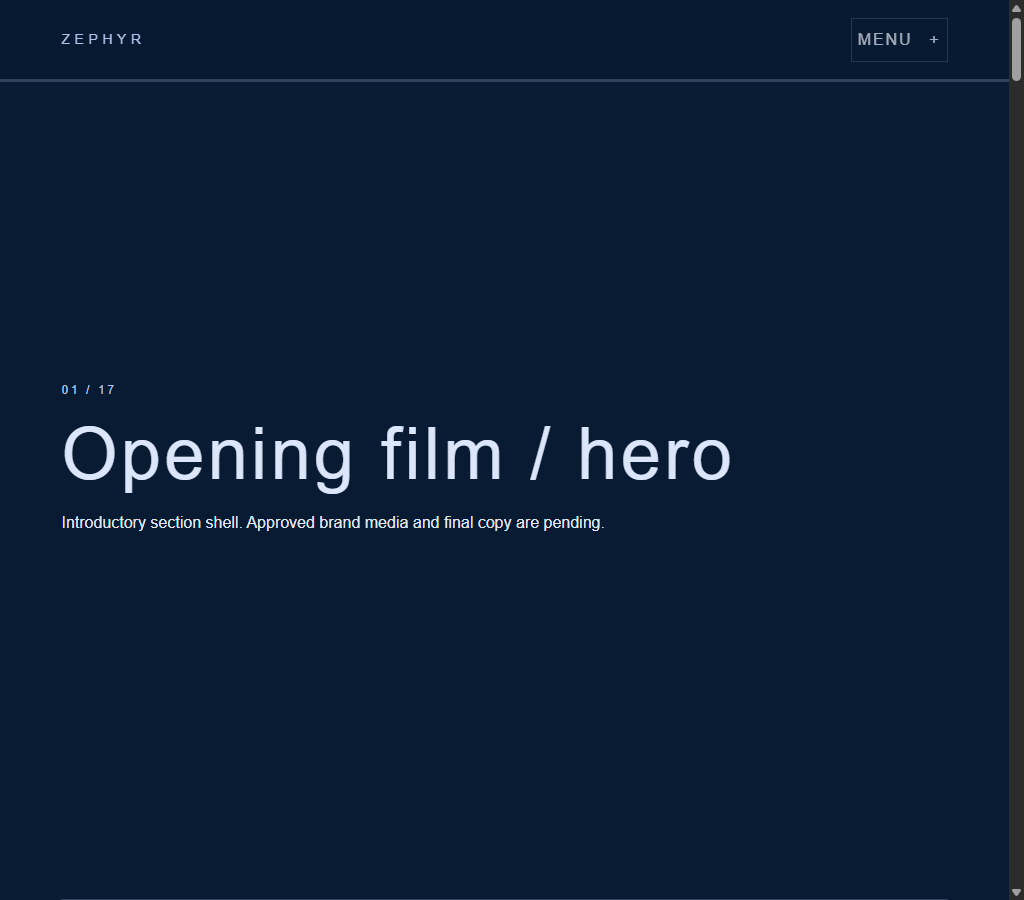 ZEPHYR
MENU +
01 / 17
Opening film / hero
Introductory section shell. Approved brand media and final copy are pending.